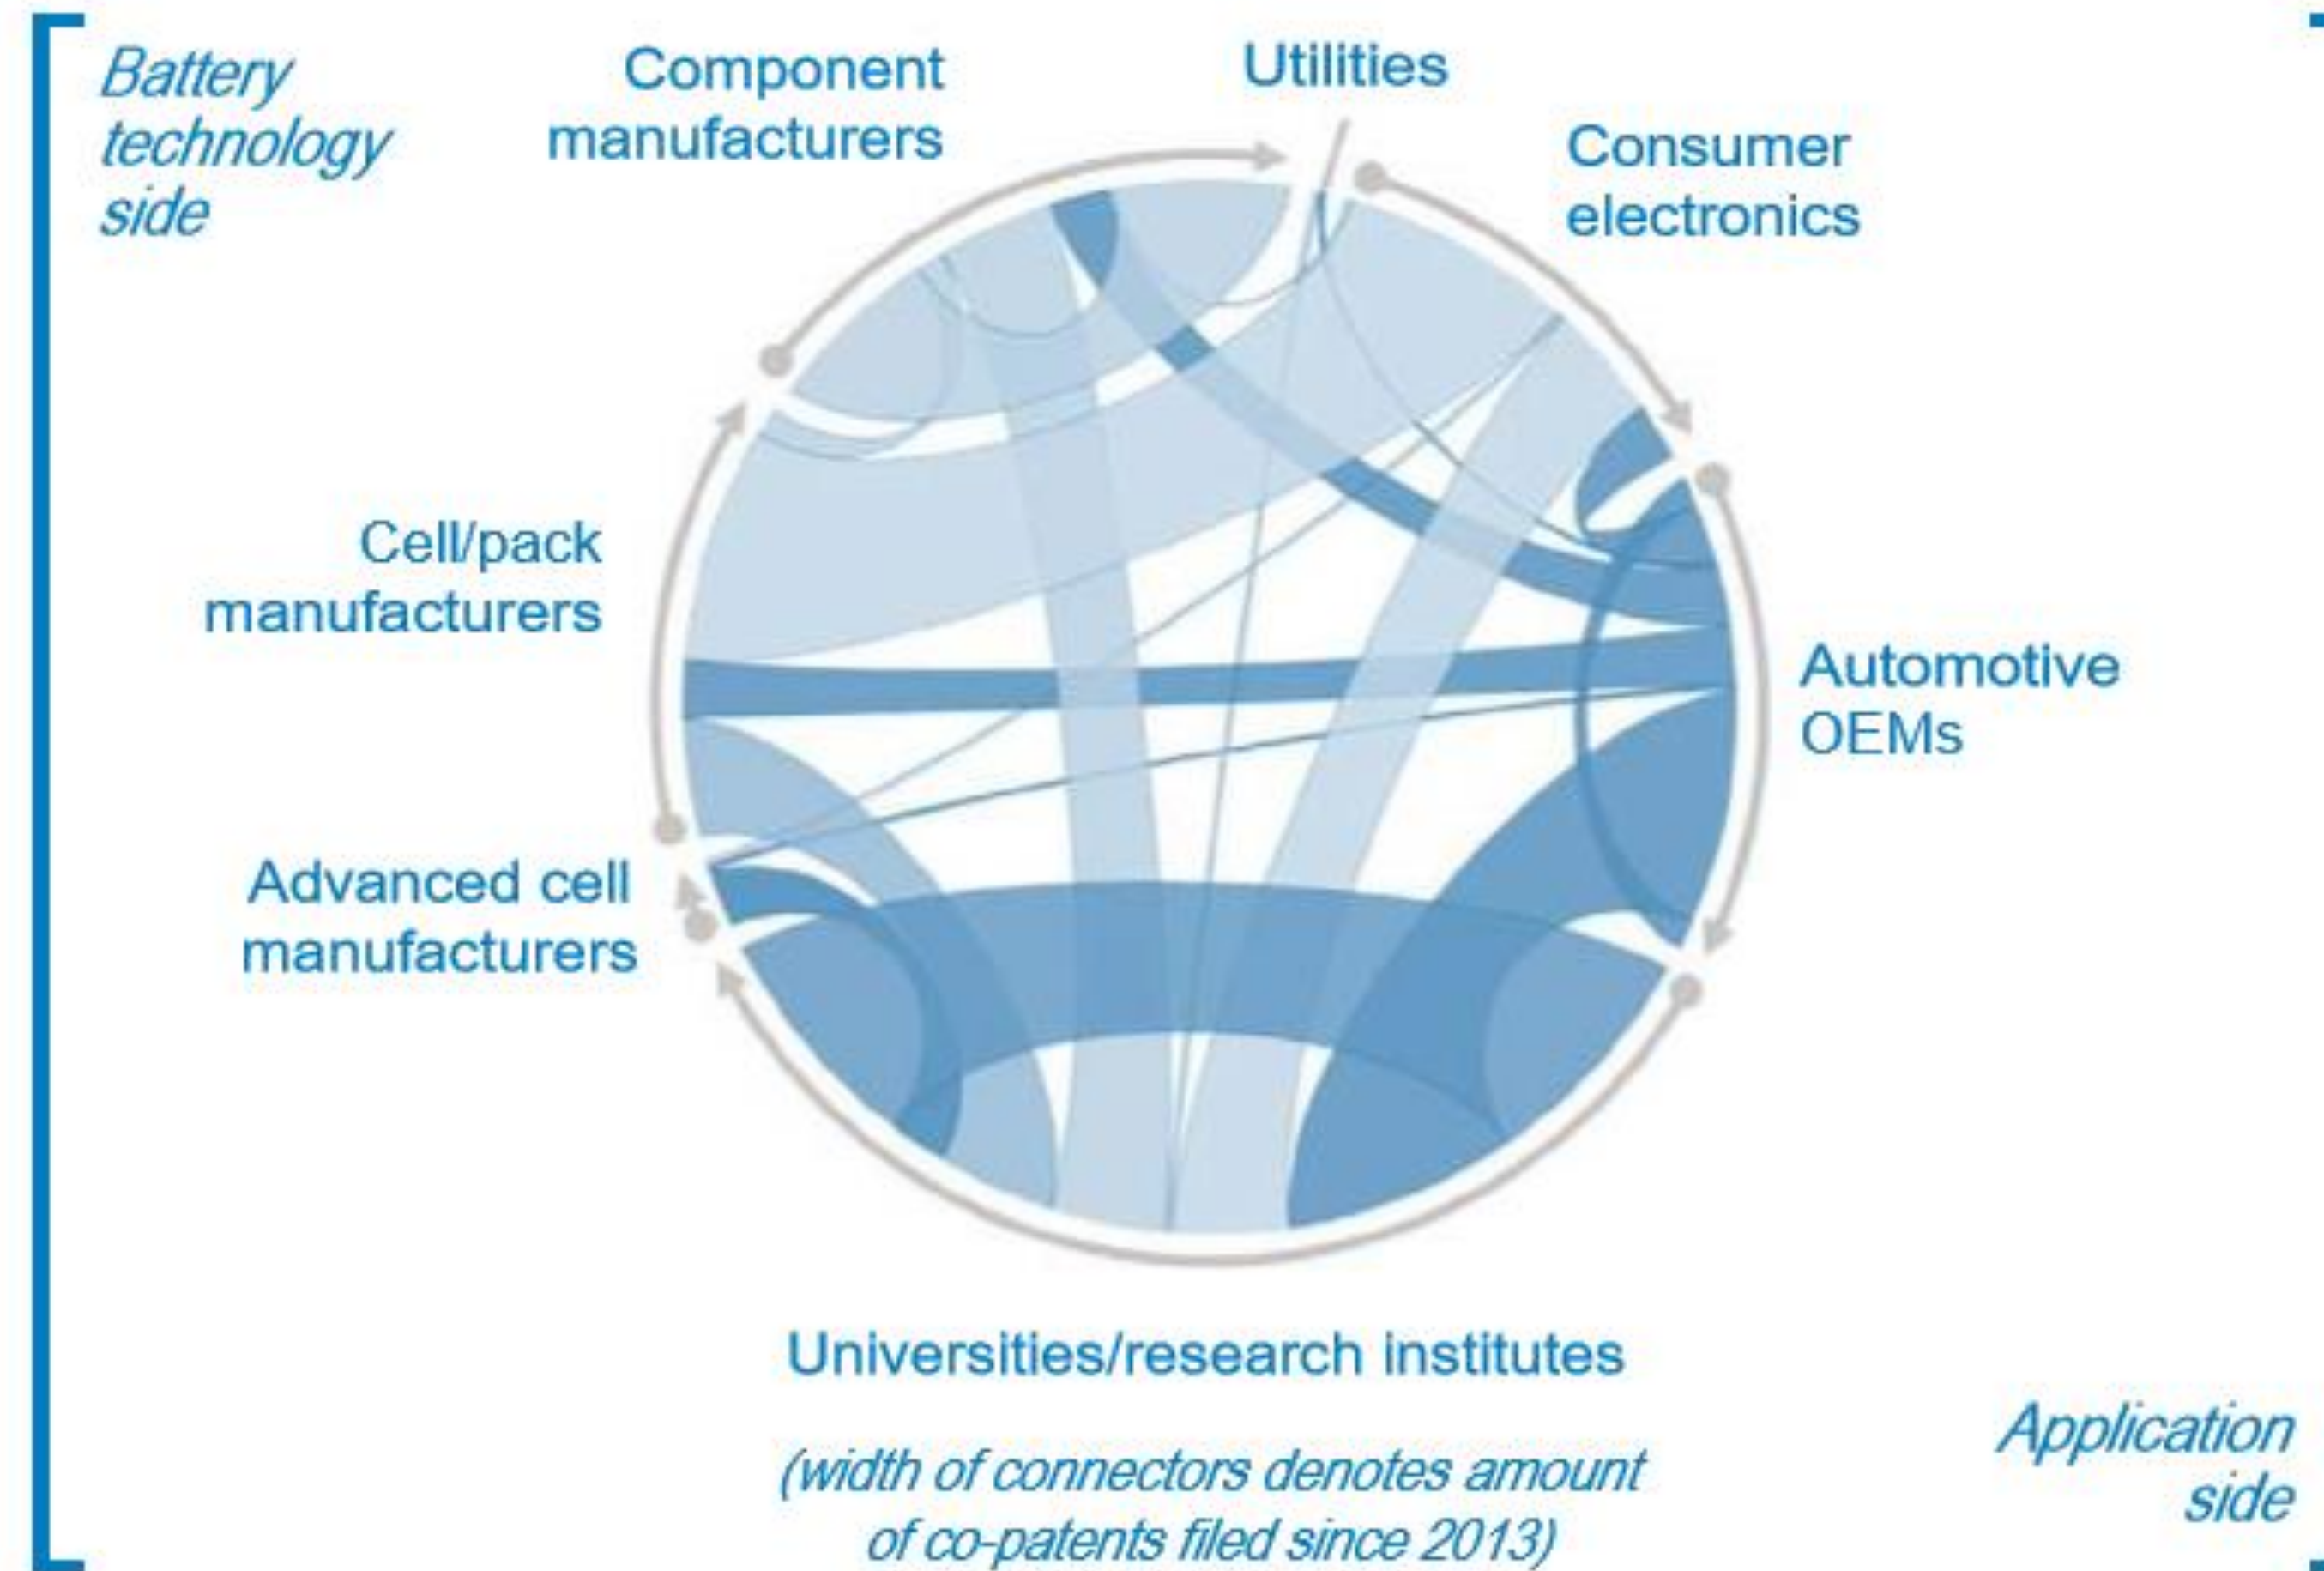 Battery
technology
side
Component
manufacturers
Utilities
Consumer
electronics
Cell/pack
manufacturers
Automotive
OEMs
Advanced cell
manufacturers
Universities/research institutes
(width of connectors denotes amount
of co-patents filed since 2013)
Application
side